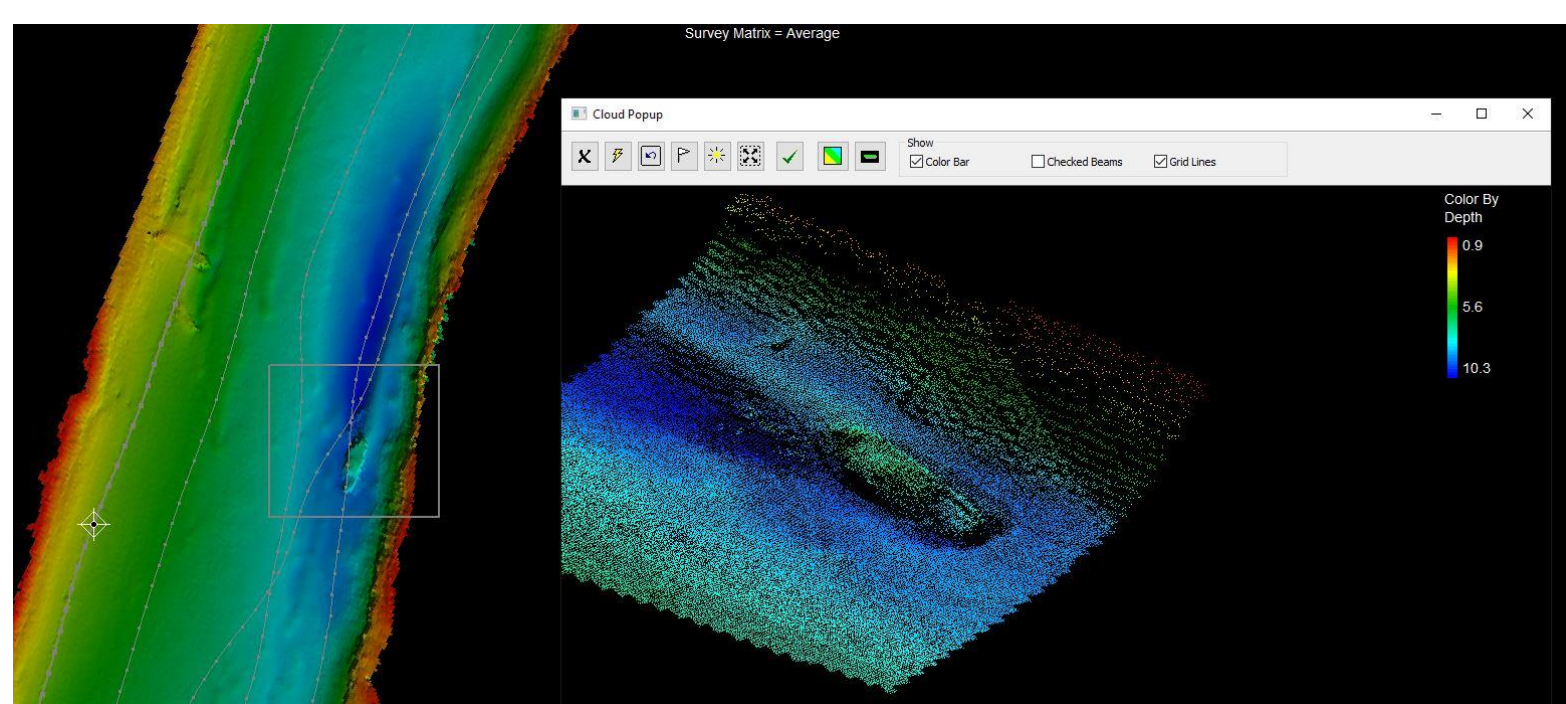 Survey Matrix = Average
Cloud Popup
Show
Color Bar
Checked Beams
Grid Lines
Color By
Depth
0.9
5.6
10.3